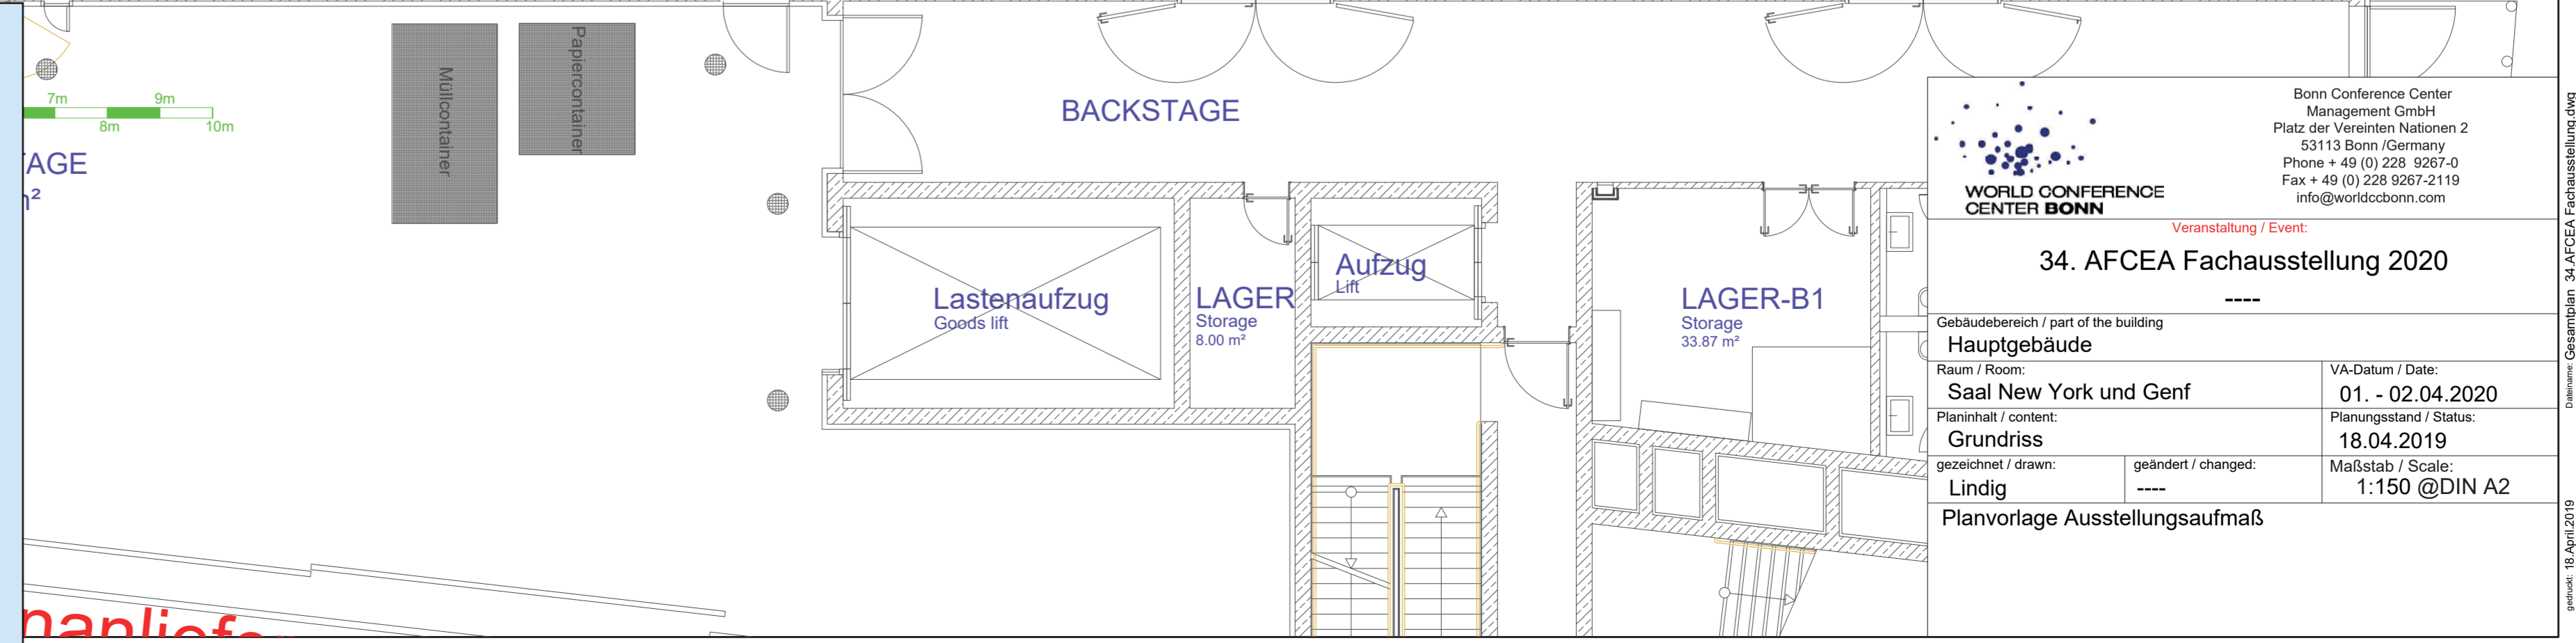 7m
9m
8m
10m
AGE
m²
Müllcontainer
Papiercontainer
BACKSTAGE
Lastenaufzug
Goods lift
LAGER
Storage
8.00 m²
Aufzug
Lift
LAGER-B1
Storage
33.87 m²
WORLD CONFERENCE
CENTER BONN
Bonn Conference Center
Management GmbH
Platz der Vereinten Nationen 2
53113 Bonn /Germany
Phone + 49 (0) 228 9267-0
Fax + 49 (0) 228 9267-2119
info@worldccbonn.com
Veranstaltung / Event:
34. AFCEA Fachausstellung 2020
----
Gebäudebereich / part of the building
Hauptgebäude
Raum / Room:
Saal New York und Genf
VA-Datum / Date:
01. - 02.04.2020
Planinhalt / content:
Grundriss
Planungsstand / Status:
18.04.2019
gezeichnet / drawn:
Lindig
geändert / changed:
----
Maßstab / Scale:
1:150 @DIN A2
Planvorlage Ausstellungsaufmaß
Dateiname: Gesamtplan 34.AFCEA Fachausstellung.dwg
gedruckt: 18.April.2019